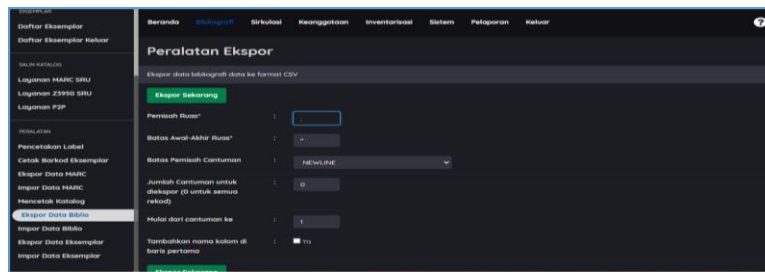 EKSEMPLAR
Daftar Eksemplar
Daftar Eksemplar Keluar
SALIN KATALOG
Layanan MARC SRU
Layanan Z3950 SRU
Layanan P2P
PERALATAN
Pencetakan Label
Cetak Barkod Eksemplar
Ekspor Data MARC
Impor Data MARC
Mencetak Katalog
Ekspor Data Biblio
Impor Data Biblio
Ekspor Data Eksemplar
Impor Data Eksemplar
Beranda Bibliografi Sirkulasi Keanggotaan Inventarisasi Sistem Pelaporan Keluar ?
Peralatan Ekspor
Ekspor data bibliografi data ke format CSV
Ekspor Sekarang
Pemisah Ruas* : ;
Batas Awal-Akhir Ruas* : "
Batas Pemisah Cantuman : NEWLINE
Jumlah Cantuman untuk : 0
diekspor (0 untuk semua
rekod)
Mulai dari cantuman ke : 1
Tambahkan nama kolom di : Ya
baris pertama
Ekspor Sekarang